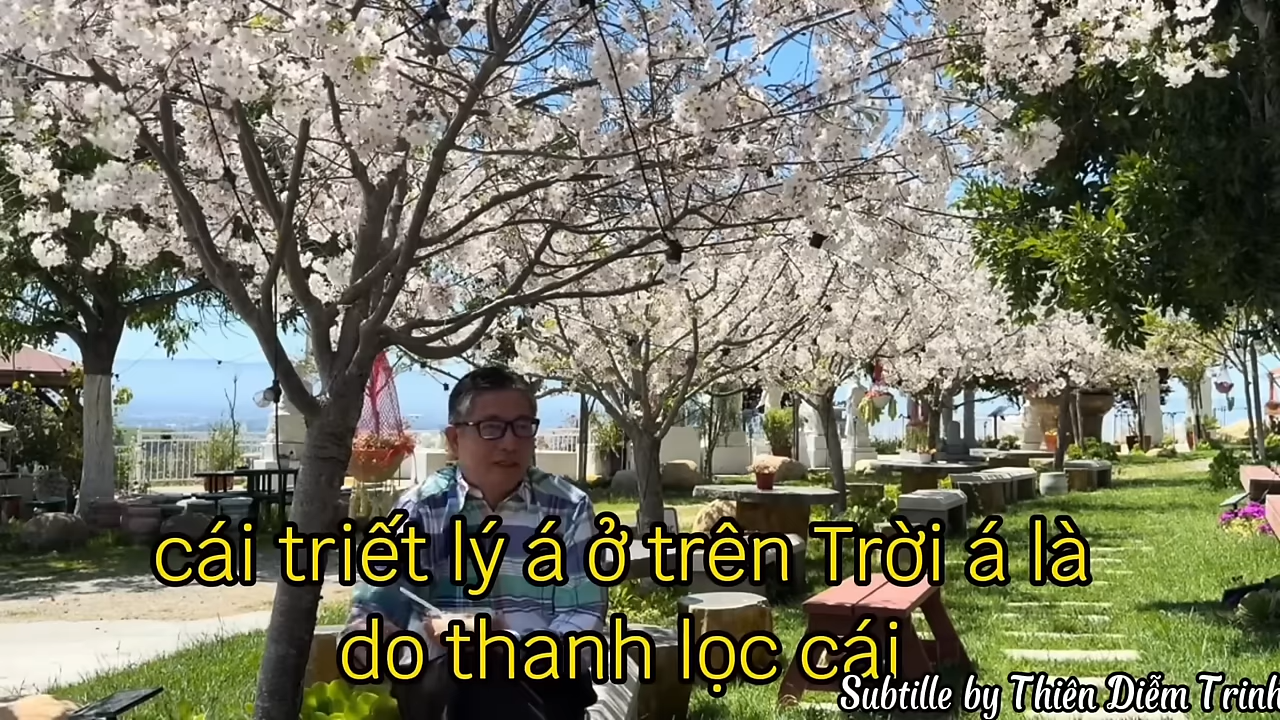 cái triết lý á ở trên Trời á là
do thanh lọc cái
Subtille by Thiên Diễm Trinh